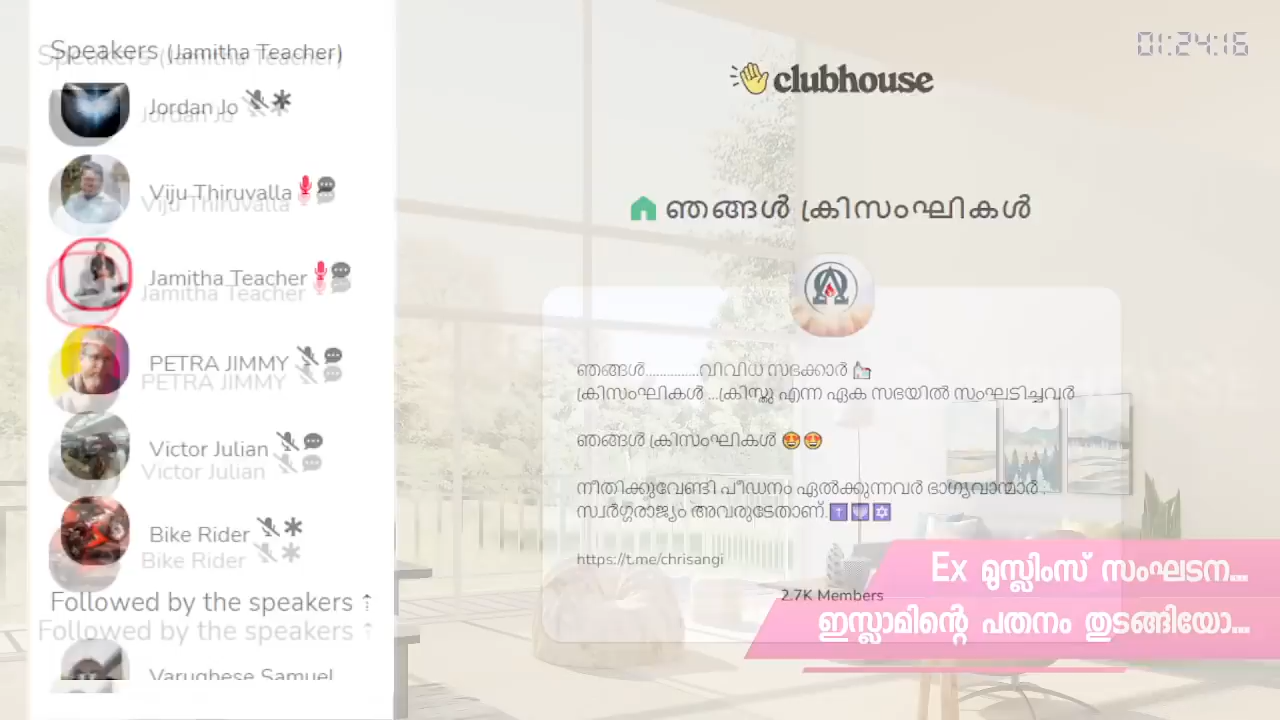 Speakers (Jamitha Teacher)
Jordan Jo
Viju Thiruvalla
Jamitha Teacher
PETRA JIMMY
Victor Julian
Bike Rider
Followed by the speakers ↑
Varughese Samuel
01:24:16
clubhouse
ഞങ്ങൾ ക്രിസംഘികൾ
ഞങ്ങൾ..............വിവിധ സഭക്കാർ
ക്രിസംഘികൾ ...ക്രിസ്തു എന്ന ഏക സഭയിൽ സംഘടിച്ചവർ
ഞങ്ങൾ ക്രിസംഘികൾ 🤩🤩
നീതിക്കുവേണ്ടി പീഡനം ഏൽക്കുന്നവർ ഭാഗ്യവാന്മാർ .
സ്വർഗ്ഗരാജ്യം അവരുടേതാണ്.✝️🕎✡️
https://t.me/chrisangi
2.7K Members
Ex മുസ്ലിംസ് സംഘടന...
ഇസ്ലാമിന്റെ പതനം തുടങ്ങിയോ...